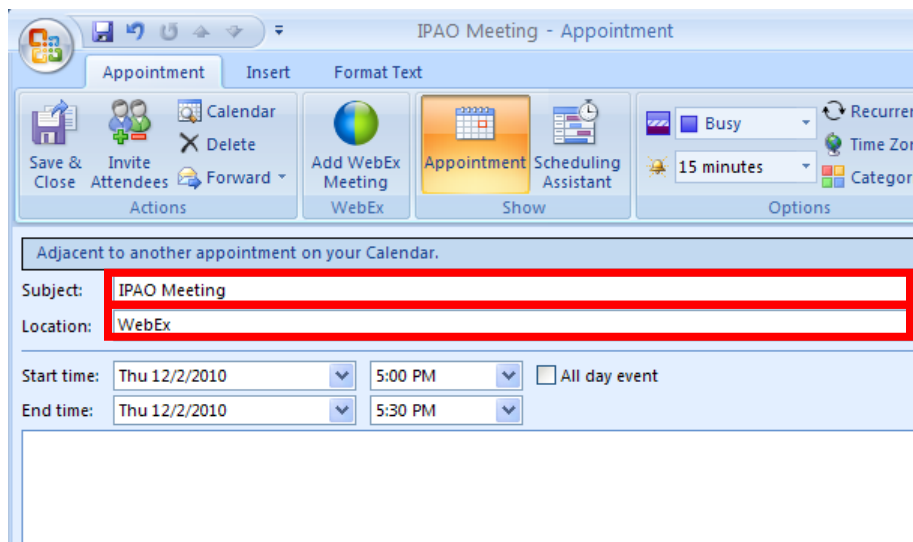 IPAO Meeting - Appointment
Appointment Insert Format Text
Save & Close
Invite Attendees
Calendar
Delete
Forward
Actions
Add WebEx Meeting
WebEx
Appointment
Scheduling Assistant
Show
Busy
15 minutes
Recurren
Time Zor
Categor
Options
Adjacent to another appointment on your Calendar.
Subject: IPAO Meeting
Location: WebEx
Start time: Thu 12/2/2010 5:00 PM All day event
End time: Thu 12/2/2010 5:30 PM